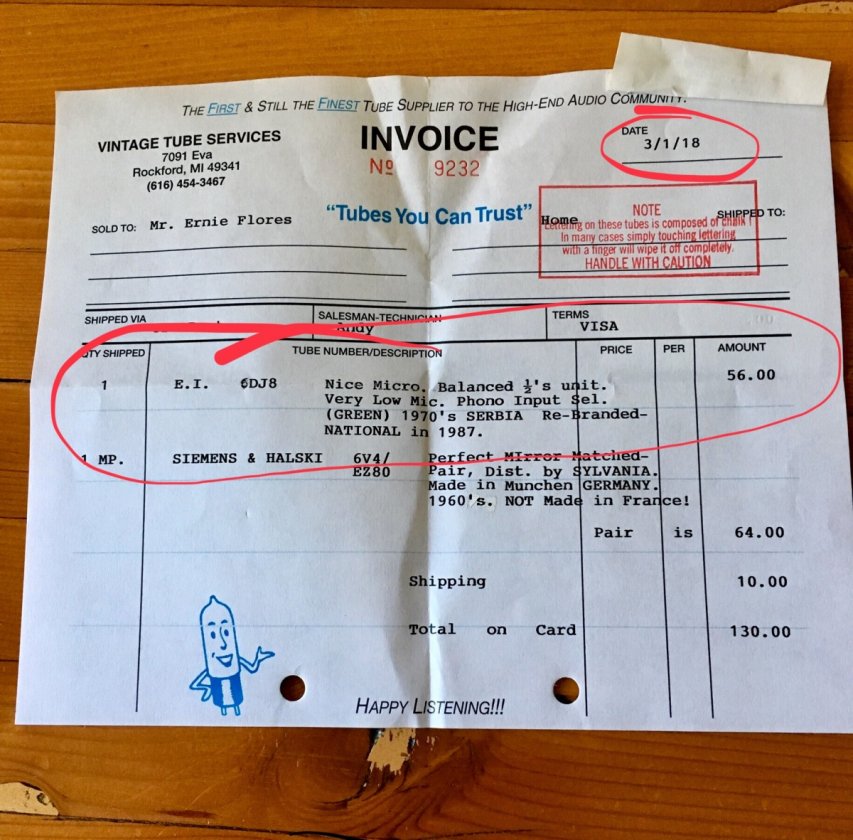 THE FIRST & STILL THE FINEST TUBE SUPPLIER TO THE HIGH-END AUDIO COMMUNITY.
VINTAGE TUBE SERVICES
7091 Eva
Rockford, MI 49341
(616) 454-3467
INVOICE
Nº 9232
DATE
3/1/18
"Tubes You Can Trust"
SOLD TO: Mr. Ernie Flores
Home
SHIPPED TO:
NOTE
Lettering on these tubes is composed of chalk!
In many cases simply touching lettering
with a finger will wipe it off completely.
HANDLE WITH CAUTION
SHIPPED VIA
SALESMAN-TECHNICIAN
Andy
TERMS
VISA
QTY SHIPPED
TUBE NUMBER/DESCRIPTION
PRICE
PER
AMOUNT
1 E.I. 6DJ8 Nice Micro. Balanced ½'s unit. 56.00
Very Low Mic. Phono Input Sel.
(GREEN) 1970's SERBIA Re-Branded-
NATIONAL in 1987.
1 MP. SIEMENS & HALSKI 6V4/ Perfect MIrror Matched-
EZ80 Pair, Dist. by SYLVANIA.
Made in Munchen GERMANY.
1960's. NOT Made in France!
Pair is 64.00
Shipping 10.00
Total on Card 130.00
HAPPY LISTENING!!!